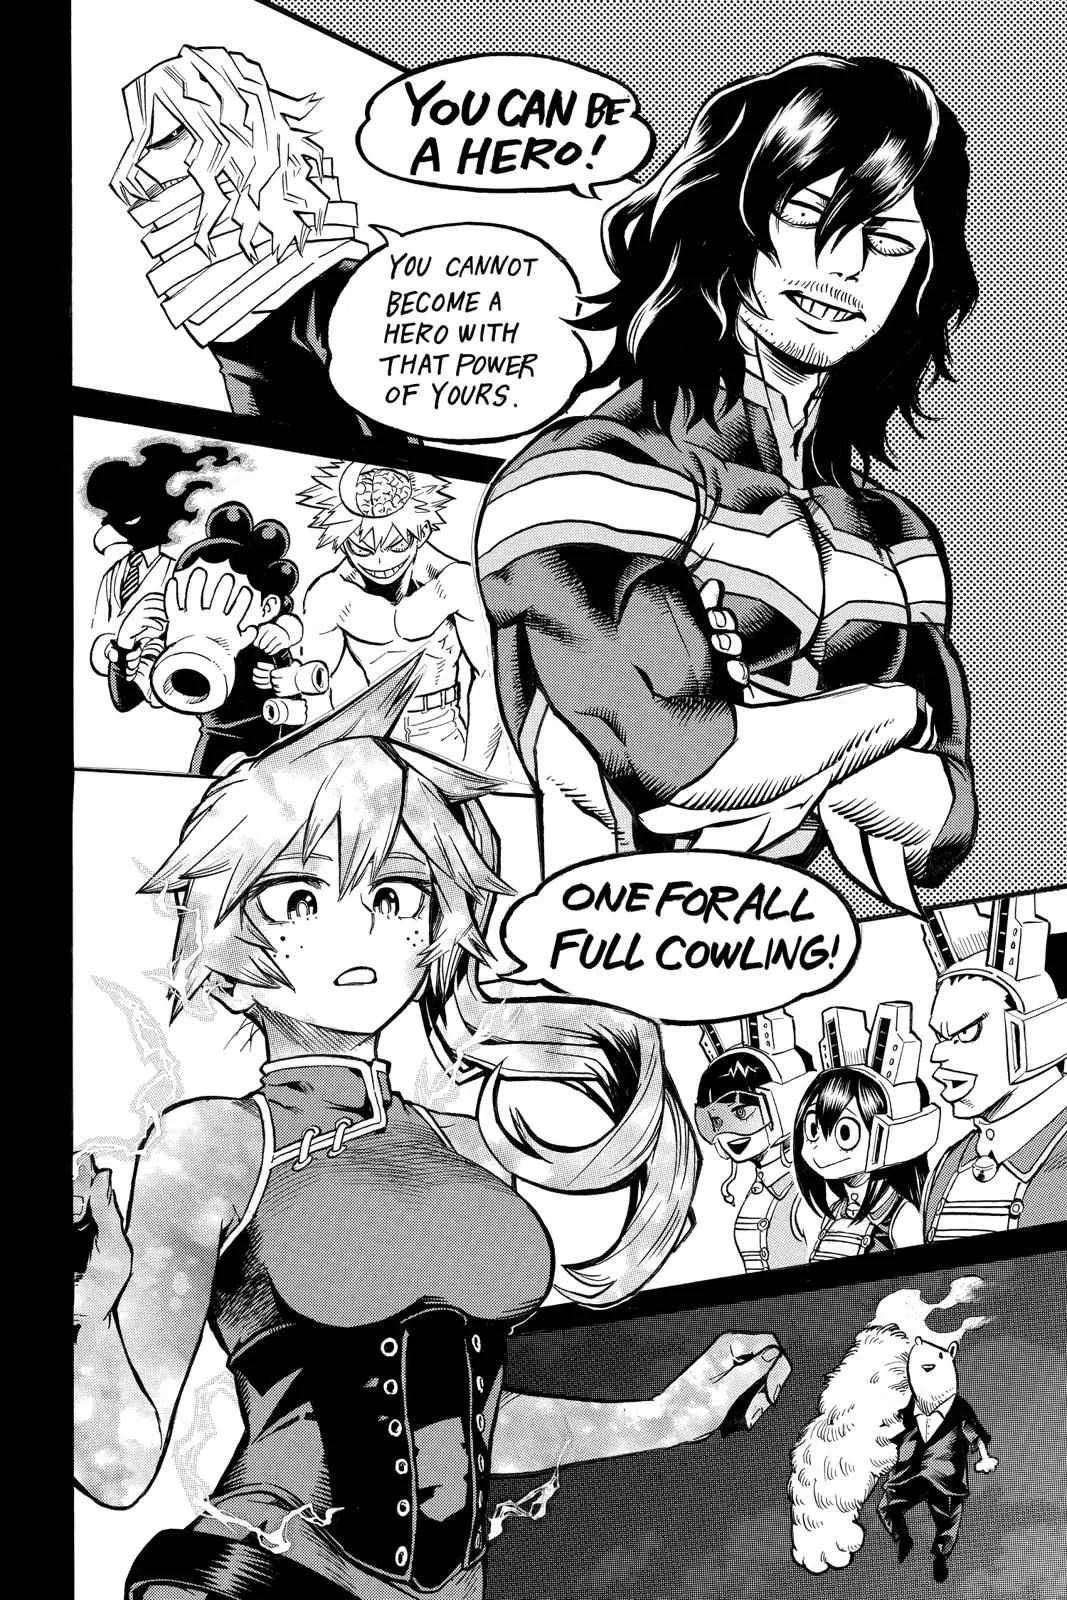 YOU CAN BE
A HERO!
YOU CANNOT
BECOME A
HERO WITH
THAT POWER
OF YOURS.
ONE FOR ALL
FULL COWLING!